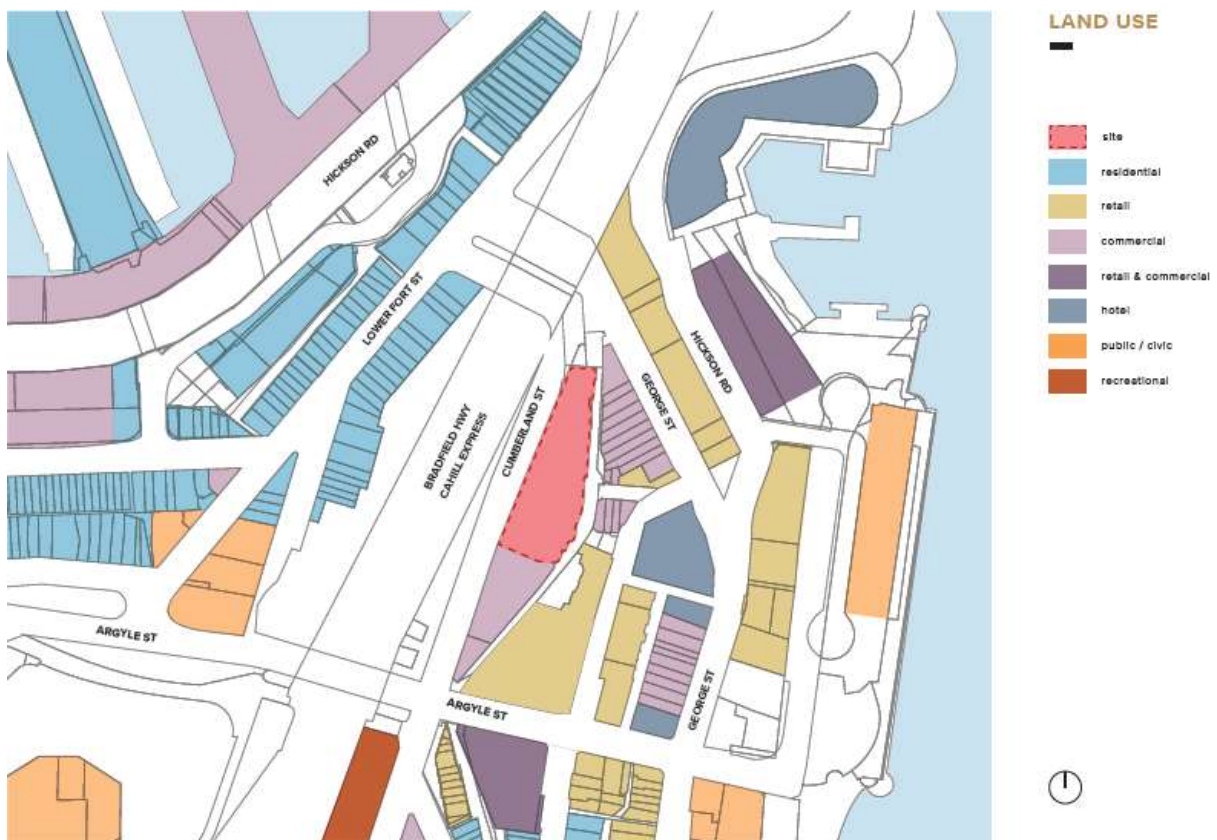 LAND USE
site
residential
retail
commercial
retail & commercial
hotel
public / civic
recreational
HICKSON RD
LOWER FORT ST
BRADFIELD HWY
CAHILL EXPRESS
CUMBERLAND ST
GEORGE ST
HICKSON RD
ARGYLE ST
ARGYLE ST
GEORGE ST